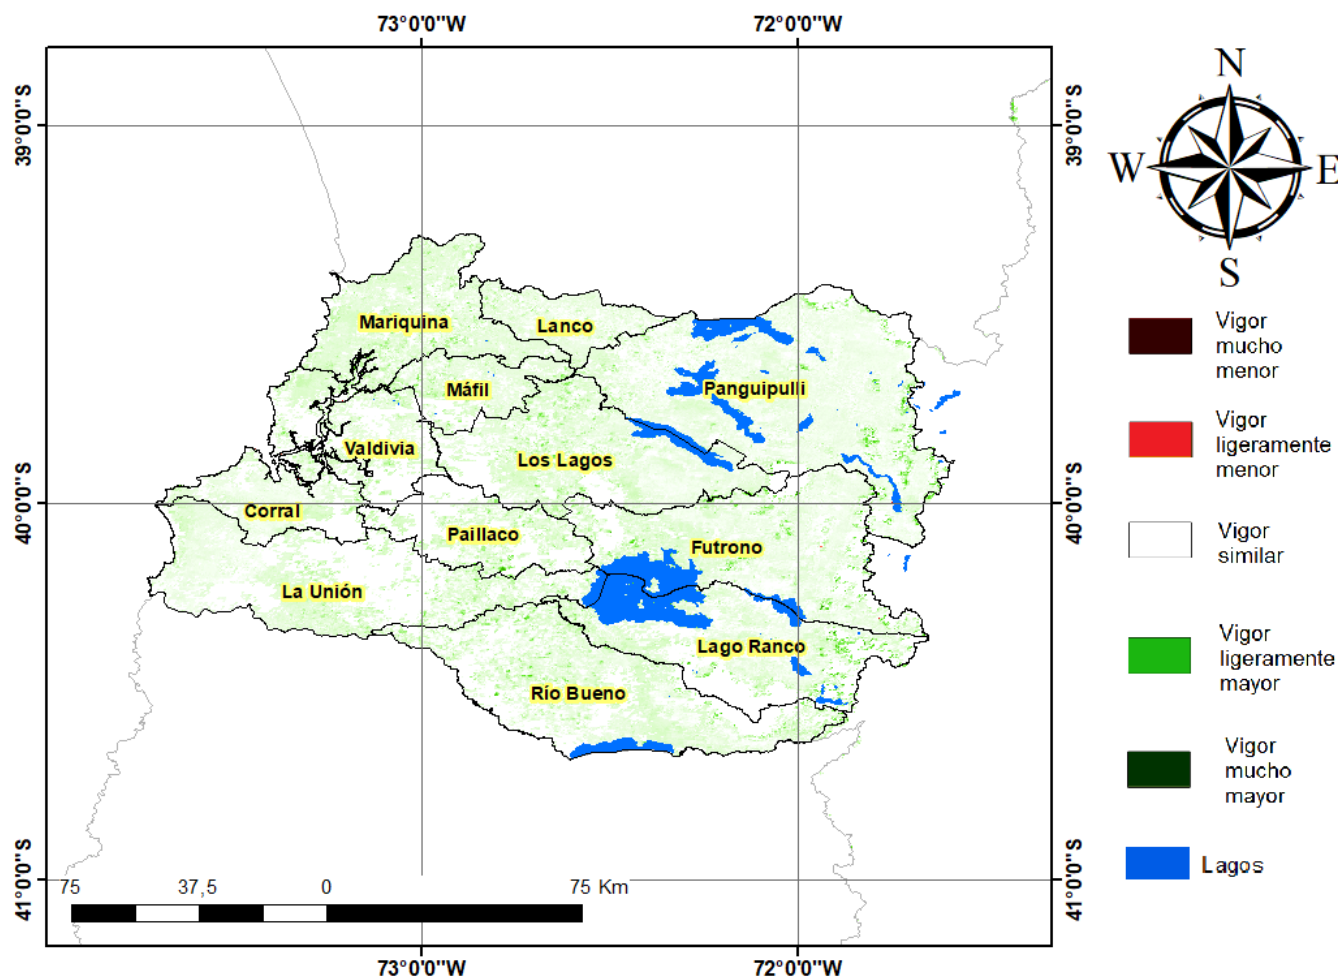 73°0'0"W
72°0'0"W
N
39°0'0"S
39°0'0"S
W
E
S
Mariquina
Lanco
Vigor
mucho
menor
Máfil
Panguipulli
Vigor
ligeramente
menor
Valdivia
Los Lagos
40°0'0"S
40°0'0"S
Corral
Paillaco
Futrono
Vigor
similar
La Unión
Lago Ranco
Vigor
ligeramente
mayor
Río Bueno
Vigor
mucho
mayor
Lagos
41°0'0"S
41°0'0"S
75
37,5
0
75 Km
73°0'0"W
72°0'0"W